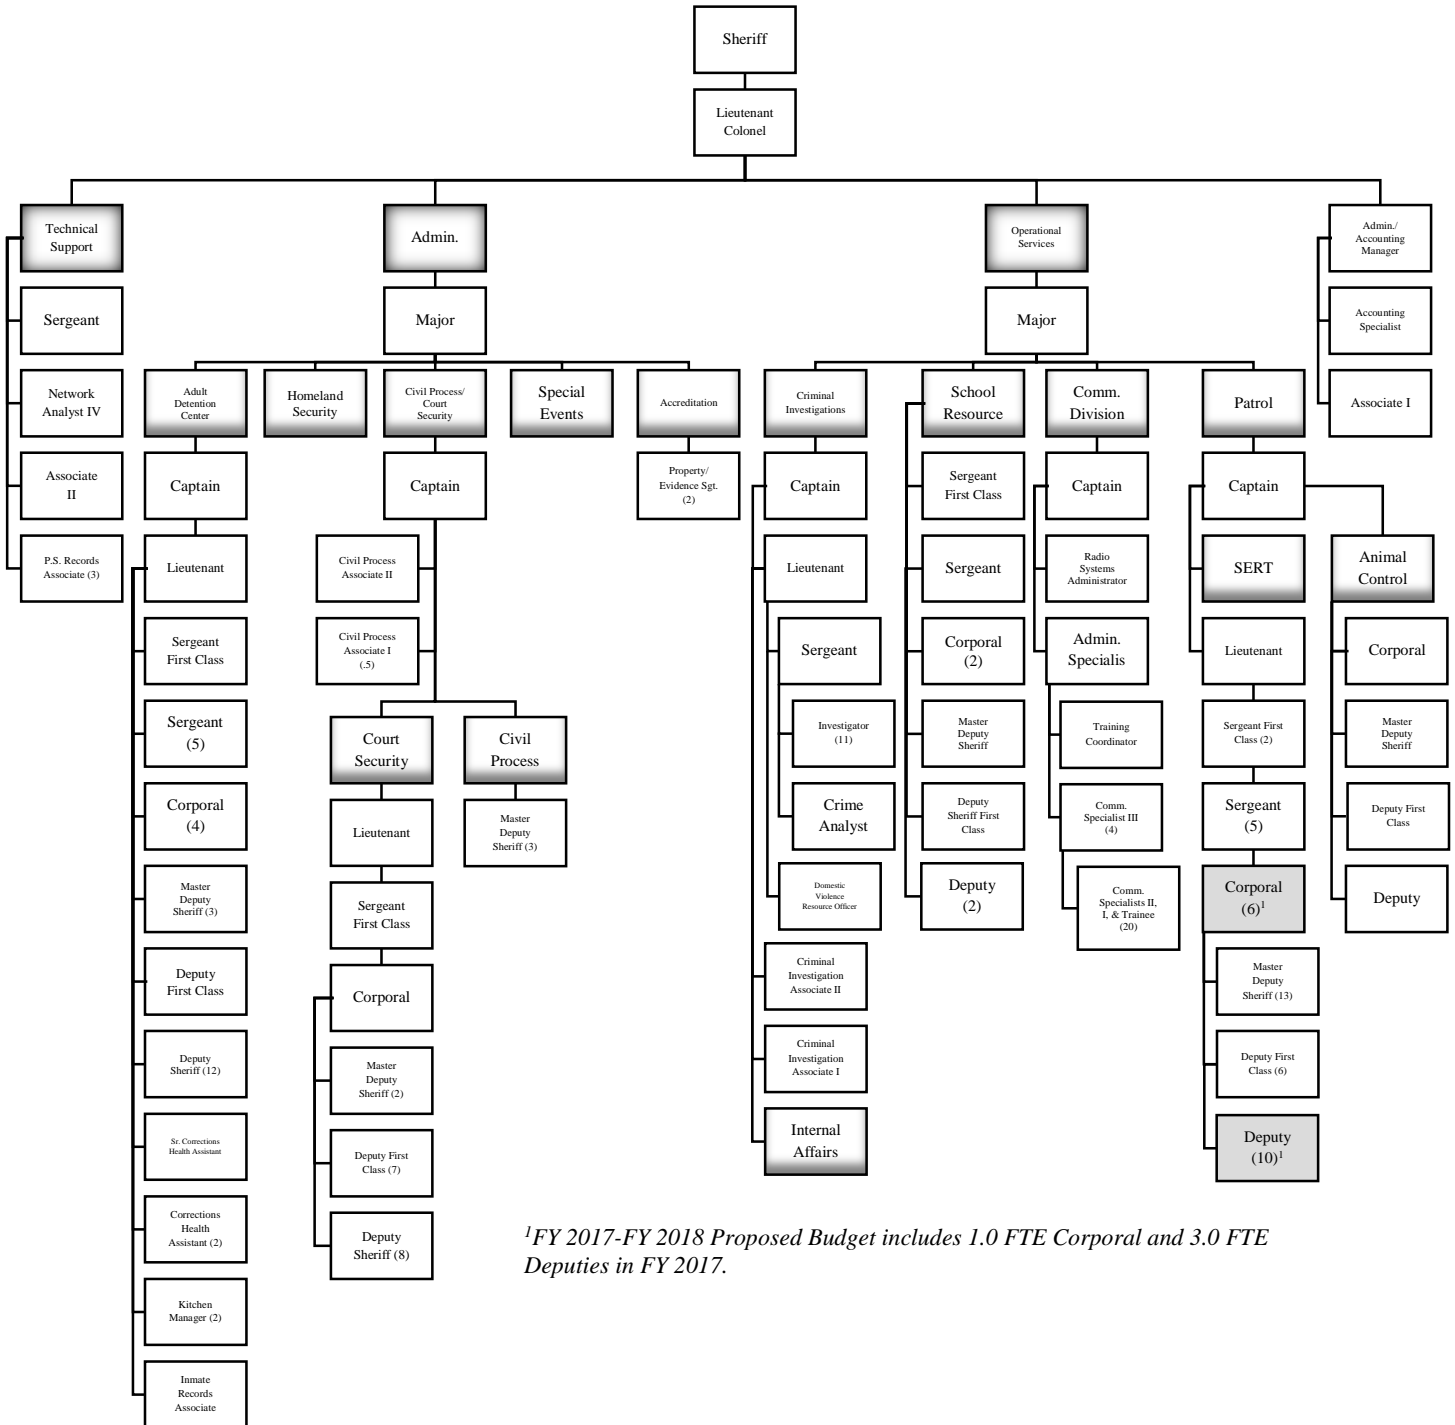 Sheriff
Lieutenant
Colonel
Technical
Support
Sergeant
Network
Analyst IV
Associate
II
P.S. Records
Associate (3)
Admin.
Major
Adult
Detention
Center
Captain
Lieutenant
Sergeant
First Class
Sergeant
(5)
Corporal
(4)
Master
Deputy
Sheriff (3)
Deputy
First Class
Deputy
Sheriff (12)
Sr. Corrections
Health Assistant
Corrections
Health
Assistant (2)
Kitchen
Manager (2)
Inmate
Records
Associate
Homeland
Security
Civil Process/
Court
Security
Captain
Civil Process
Associate II
Civil Process
Associate I
(.5)
Court
Security
Lieutenant
Sergeant
First Class
Corporal
Master
Deputy
Sheriff (2)
Deputy First
Class (7)
Deputy
Sheriff (8)
Civil
Process
Master
Deputy
Sheriff (3)
Special
Events
Accreditation
Property/
Evidence Sgt.
(2)
Operational
Services
Major
Criminal
Investigations
Captain
Lieutenant
Sergeant
Investigator
(11)
Crime
Analyst
Domestic
Violence
Resource Officer
Criminal
Investigation
Associate II
Criminal
Investigation
Associate I
Internal
Affairs
School
Resource
Sergeant
First Class
Sergeant
Corporal
(2)
Master
Deputy
Sheriff
Deputy
Sheriff First
Class
Deputy
(2)
Comm.
Division
Captain
Radio
Systems
Administrator
Admin.
Specialis
Training
Coordinator
Comm.
Specialist III
(4)
Comm.
Specialists II,
I, & Trainee
(20)
Patrol
Captain
SERT
Lieutenant
Sergeant First
Class (2)
Sergeant
(5)
Corporal
(6)1
Master
Deputy
Sheriff (13)
Deputy First
Class (6)
Deputy
(10)1
Animal
Control
Corporal
Master
Deputy
Sheriff
Deputy First
Class
Deputy
Admin./
Accounting
Manager
Accounting
Specialist
Associate I
1FY 2017-FY 2018 Proposed Budget includes 1.0 FTE Corporal and 3.0 FTE
Deputies in FY 2017.